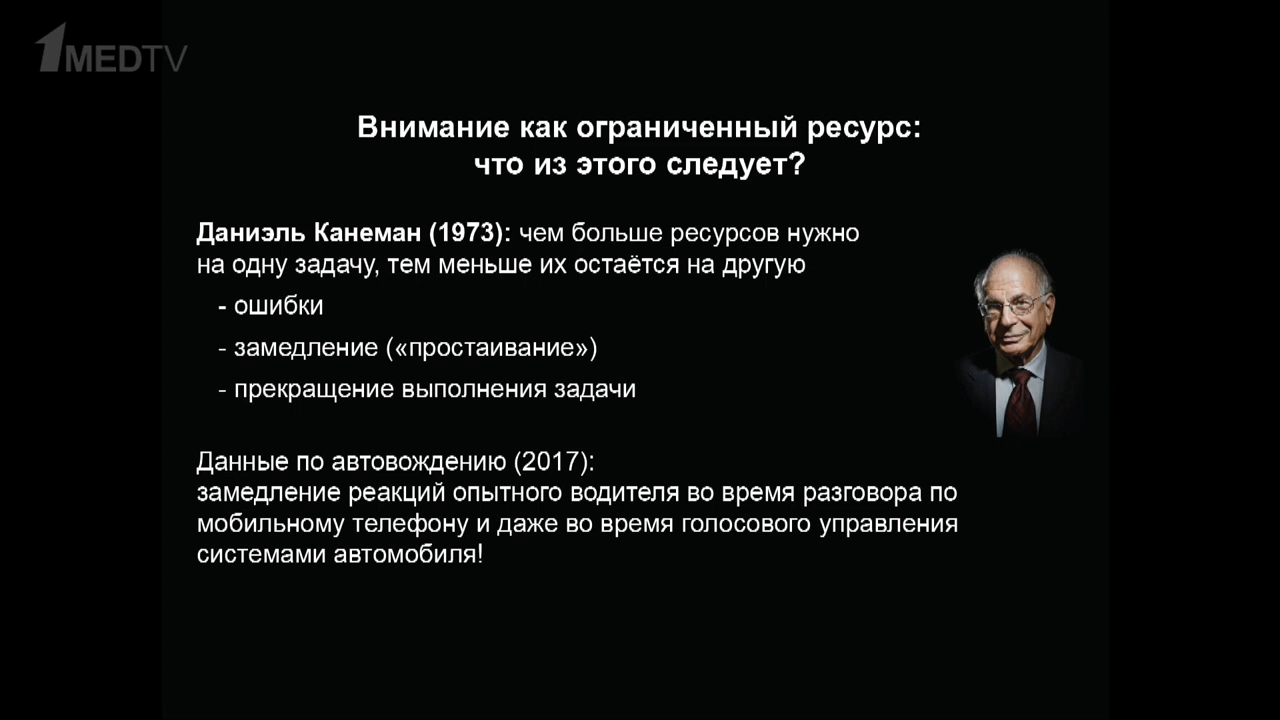 1MEDTV
Внимание как ограниченный ресурс:
что из этого следует?
Даниэль Канеман (1973): чем больше ресурсов нужно
на одну задачу, тем меньше их остаётся на другую
- ошибки
- замедление («простаивание»)
- прекращение выполнения задачи
Данные по автовождению (2017):
замедление реакций опытного водителя во время разговора по
мобильному телефону и даже во время голосового управления
системами автомобиля!